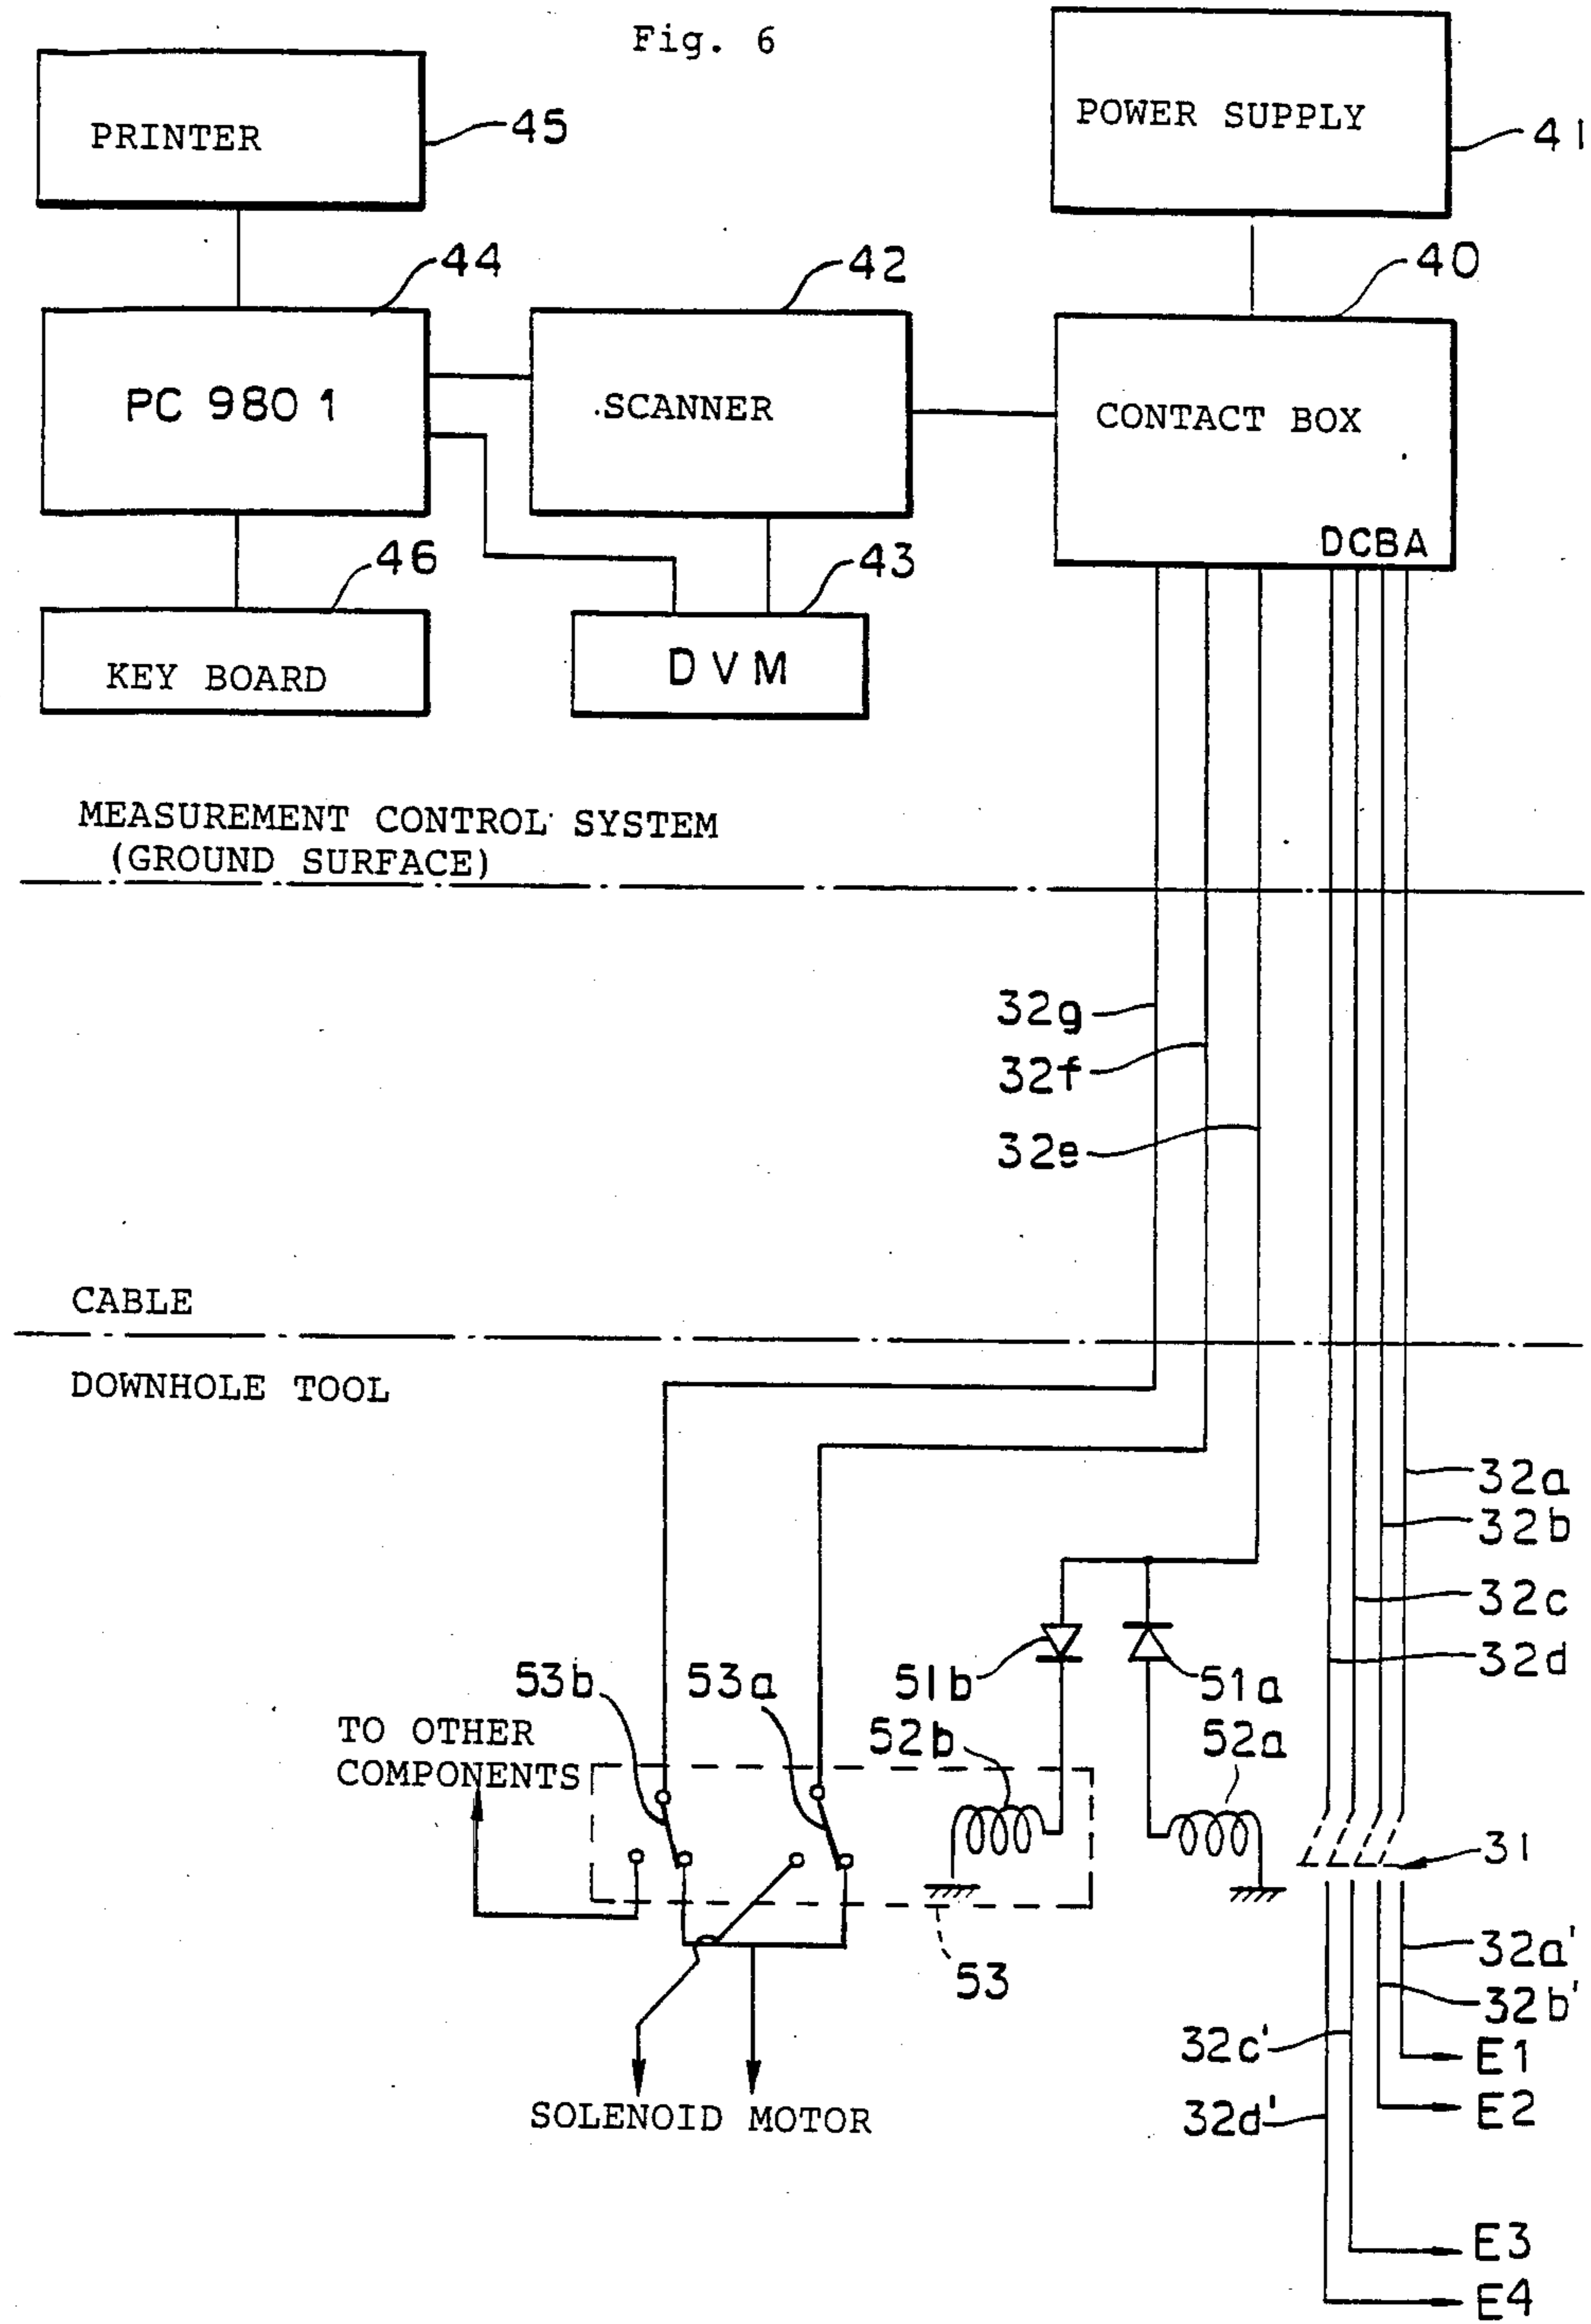 Fig. 6
PRINTER
45
POWER SUPPLY
41
44
42
40
PC 9801
.SCANNER
CONTACT BOX
DCBA
46
43
KEY BOARD
DVM
MEASUREMENT CONTROL SYSTEM
(GROUND SURFACE)
32g
32f
32e
CABLE
DOWNHOLE TOOL
32a
32b
32c
32d
53b
53a
51b
51a
TO OTHER
COMPONENTS
52b
52a
31
53
32a'
32b'
32c'
E1
32d'
E2
SOLENOID MOTOR
E3
E4